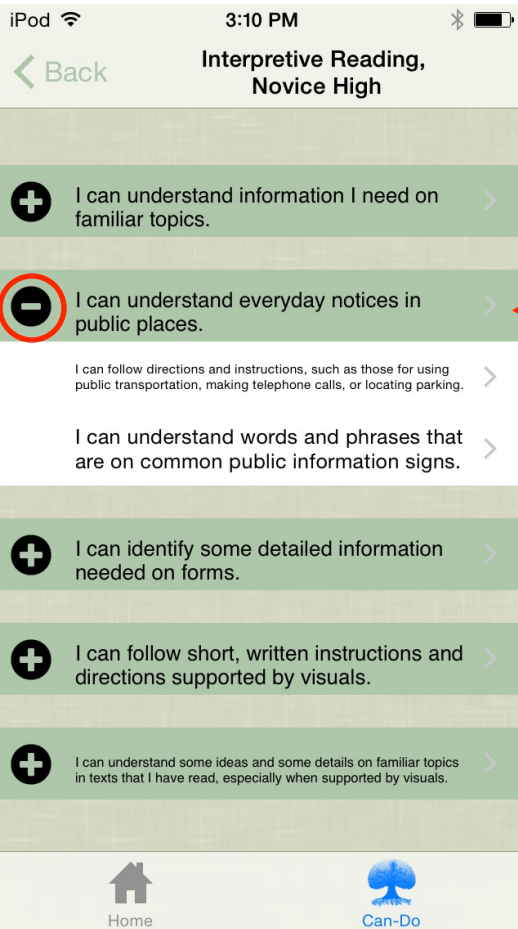 iPod 3:10 PM
Back Interpretive Reading,
Novice High
I can understand information I need on
familiar topics.
I can understand everyday notices in
public places.
I can follow directions and instructions, such as those for using
public transportation, making telephone calls, or locating parking.
I can understand words and phrases that
are on common public information signs.
I can identify some detailed information
needed on forms.
I can follow short, written instructions and
directions supported by visuals.
I can understand some ideas and some details on familiar topics
in texts that I have read, especially when supported by visuals.
Home Can-Do